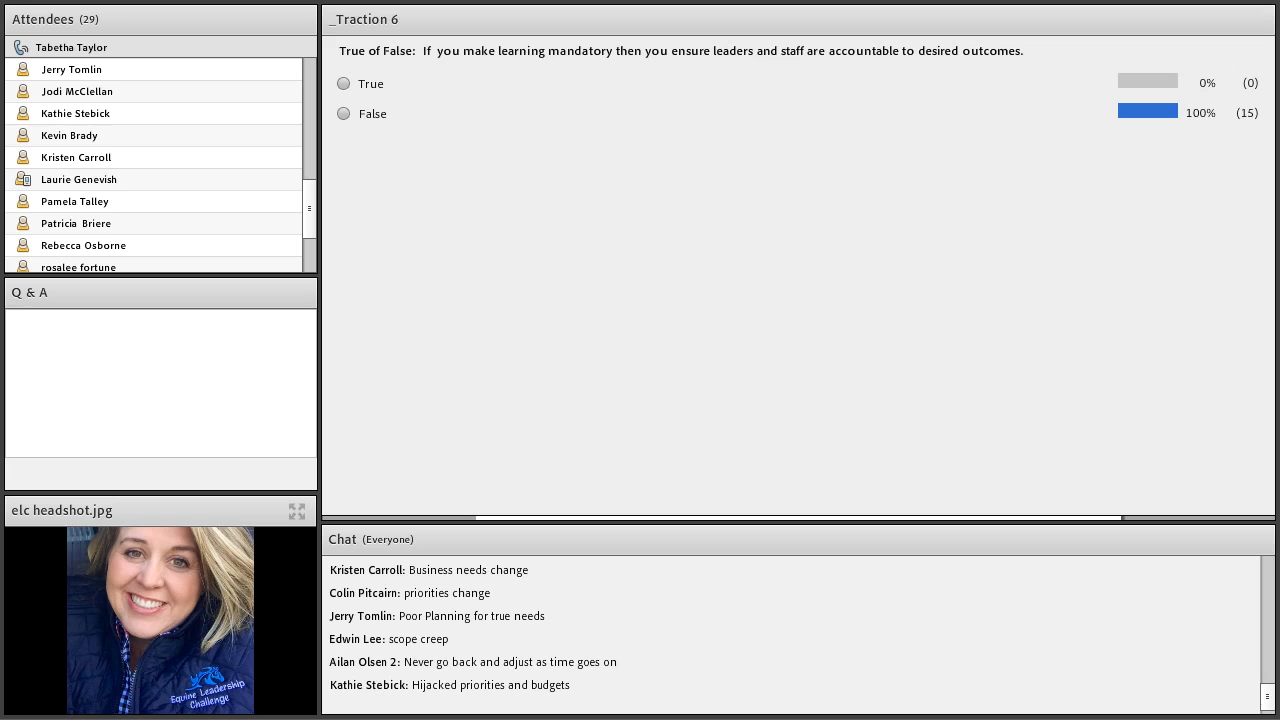 Attendees (29)
Tabetha Taylor
Jerry Tomlin
Jodi McClellan
Kathie Stebick
Kevin Brady
Kristen Carroll
Laurie Genevish
Pamela Talley
Patricia Briere
Rebecca Osborne
rosalee fortune
Q & A
elc headshot.jpg
Equine Leadership
Challenge
_Traction 6
True of False: If you make learning mandatory then you ensure leaders and staff are accountable to desired outcomes.
True 0% (0)
False 100% (15)
Chat (Everyone)
Kristen Carroll: Business needs change
Colin Pitcairn: priorities change
Jerry Tomlin: Poor Planning for true needs
Edwin Lee: scope creep
Ailan Olsen 2: Never go back and adjust as time goes on
Kathie Stebick: Hijacked priorities and budgets